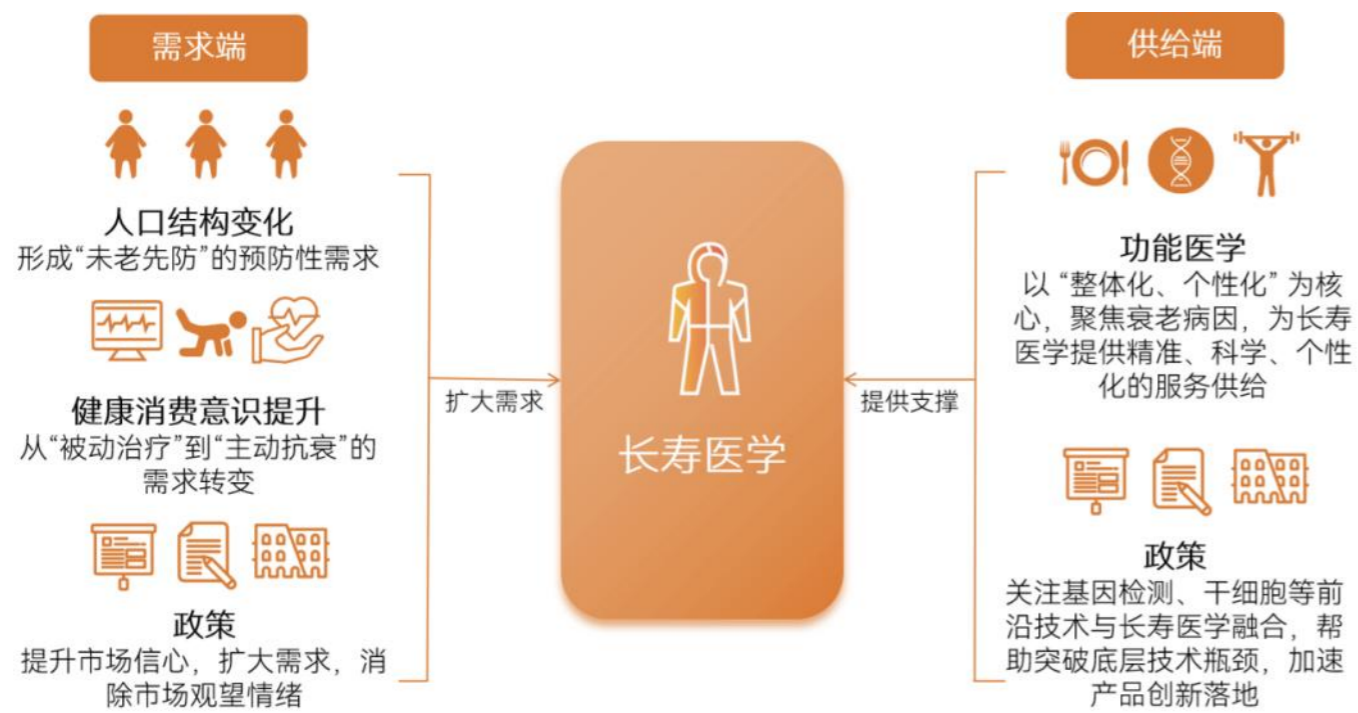 需求端
人口结构变化
形成“未老先防”的预防性需求
健康消费意识提升
从“被动治疗”到“主动抗衰”的
需求转变
政策
提升市场信心，扩大需求，消
除市场观望情绪
扩大需求
长寿医学
提供支撑
供给端
功能医学
以 “整体化、个性化” 为核
心，聚焦衰老病因，为长寿
医学提供精准、科学、个性
化的服务供给
政策
关注基因检测、干细胞等前
沿技术与长寿医学融合，帮
助突破底层技术瓶颈，加速
产品创新落地